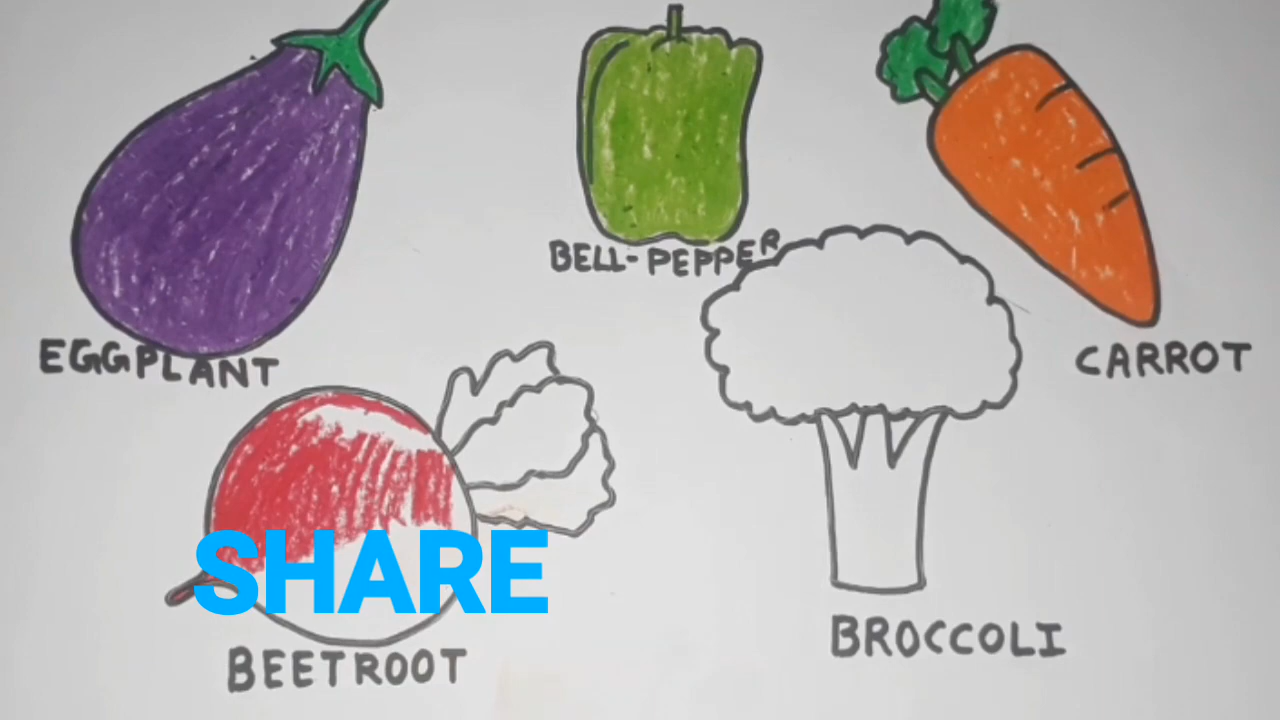 BELL-PEPPER
EGGPLANT
CARROT
SHARE
BROCCOLI
BEETROOT